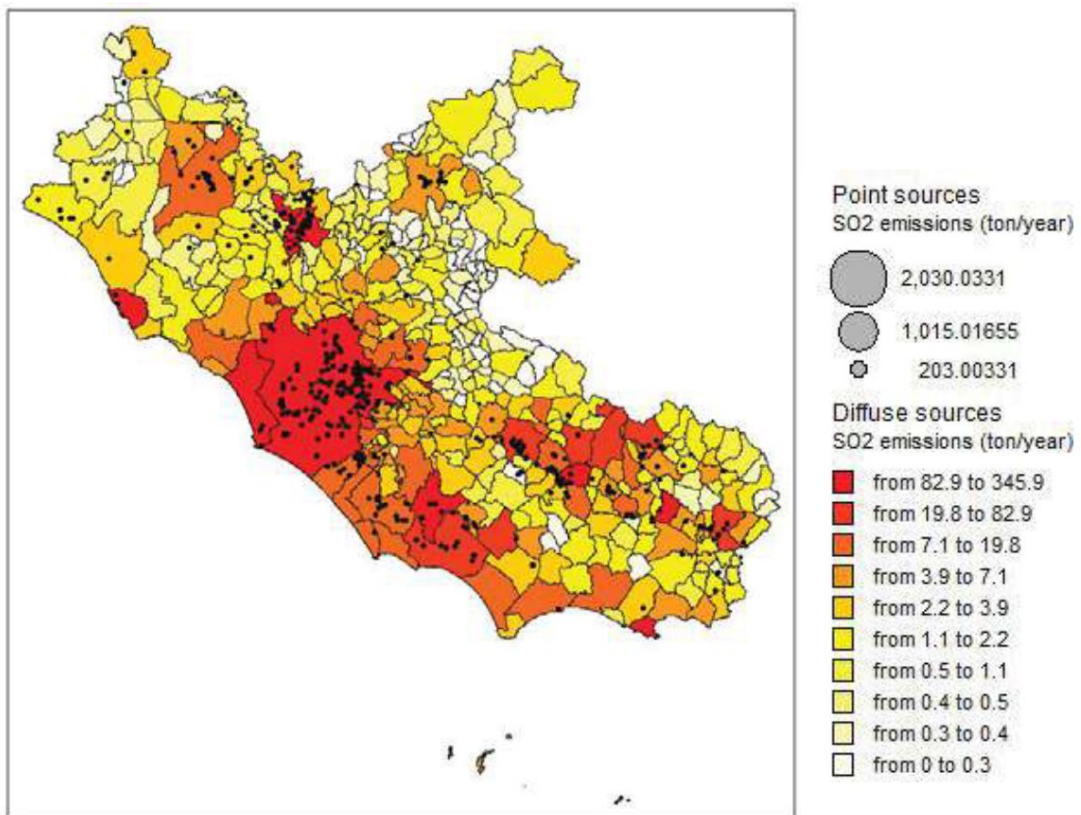 Point sources
SO2 emissions (ton/year)
2,030.0331
1,015.01655
203.00331
Diffuse sources
SO2 emissions (ton/year)
from 82.9 to 345.9
from 19.8 to 82.9
from 7.1 to 19.8
from 3.9 to 7.1
from 2.2 to 3.9
from 1.1 to 2.2
from 0.5 to 1.1
from 0.4 to 0.5
from 0.3 to 0.4
from 0 to 0.3